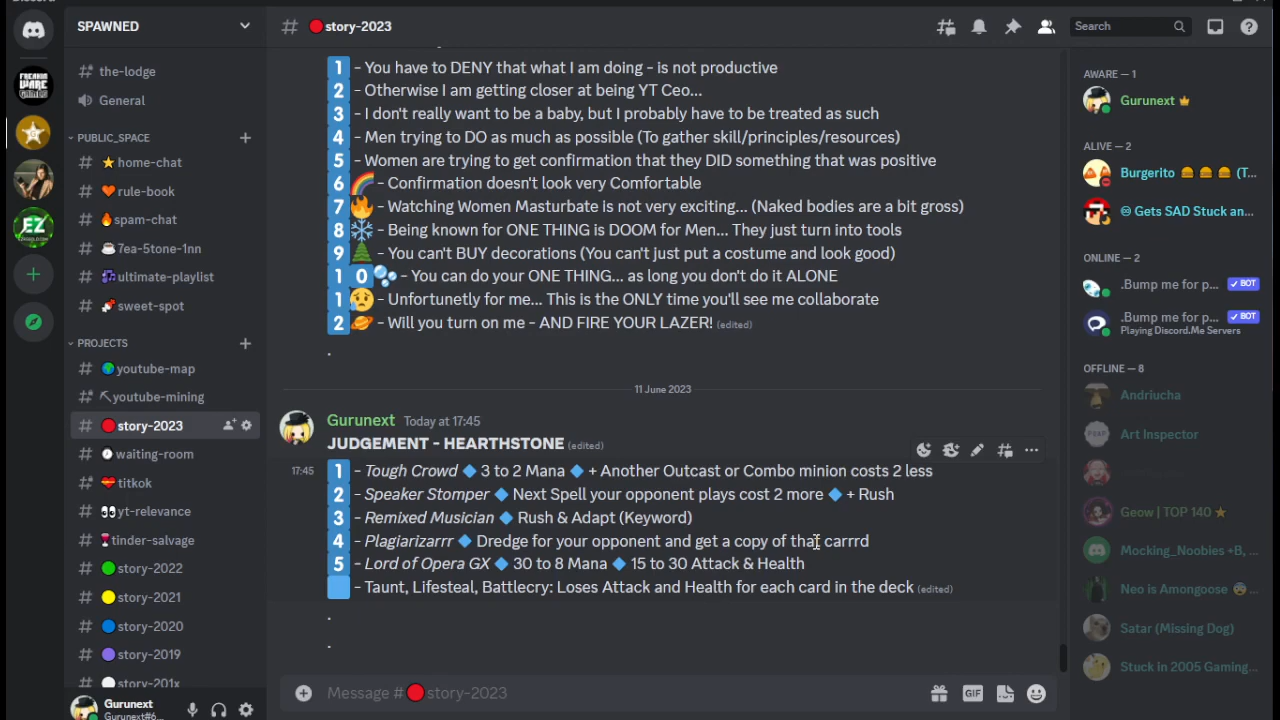 SPAWNED
the-lodge
General
PUBLIC_SPACE
home-chat
rule-book
spam-chat
7ea-5tone-1nn
ultimate-playlist
sweet-spot
PROJECTS
youtube-map
youtube-mining
story-2023
waiting-room
titkok
yt-relevance
tinder-salvage
story-2022
story-2021
story-2020
story-2019
story-201x
Gurunext
Gurunext#6...
FREAKIN WARE GAMES
EZ
story-2023
Search
1 - You have to DENY that what I am doing - is not productive
2 - Otherwise I am getting closer at being YT Ceo...
3 - I don't really want to be a baby, but I probably have to be treated as such
4 - Men trying to DO as much as possible (To gather skill/principles/resources)
5 - Women are trying to get confirmation that they DID something that was positive
6 🌈 - Confirmation doesn't look very Comfortable
7 🔥 - Watching Women Masturbate is not very exciting... (Naked bodies are a bit gross)
8 ❄️ - Being known for ONE THING is DOOM for Men... They just turn into tools
9 🌲 - You can't BUY decorations (You can't just put a costume and look good)
1 0 🫧 - You can do your ONE THING... as long you don't do it ALONE
1 😥 - Unfortunetly for me... This is the ONLY time you'll see me collaborate
2 🪐 - Will you turn on me - AND FIRE YOUR LAZER! (edited)
.
11 June 2023
Gurunext Today at 17:45
JUDGEMENT - HEARTHSTONE (edited)
17:45 1 - Tough Crowd 🔷 3 to 2 Mana 🔷 + Another Outcast or Combo minion costs 2 less
2 - Speaker Stomper 🔷 Next Spell your opponent plays cost 2 more 🔷 + Rush
3 - Remixed Musician 🔷 Rush & Adapt (Keyword)
4 - Plagiarizarrr 🔷 Dredge for your opponent and get a copy of that carrrd
5 - Lord of Opera GX 🔷 30 to 8 Mana 🔷 15 to 30 Attack & Health
- Taunt, Lifesteal, Battlecry: Loses Attack and Health for each card in the deck (edited)
.
.
Message # 🔴 story-2023
GIF
AWARE — 1
Gurunext
ALIVE — 2
Burgerito 🍔 🍔 🍔 (T...
♾ Gets SAD Stuck an...
ONLINE — 2
.Bump me for p... ✓ BOT
.Bump me for p... ✓ BOT
Playing Discord.Me Servers
OFFLINE — 8
Andriucha
Art Inspector
Geow | TOP 140
Mocking_Noobies +B, ...
Neo is Amongoose 😨 ...
Satar (Missing Dog)
Stuck in 2005 Gaming...